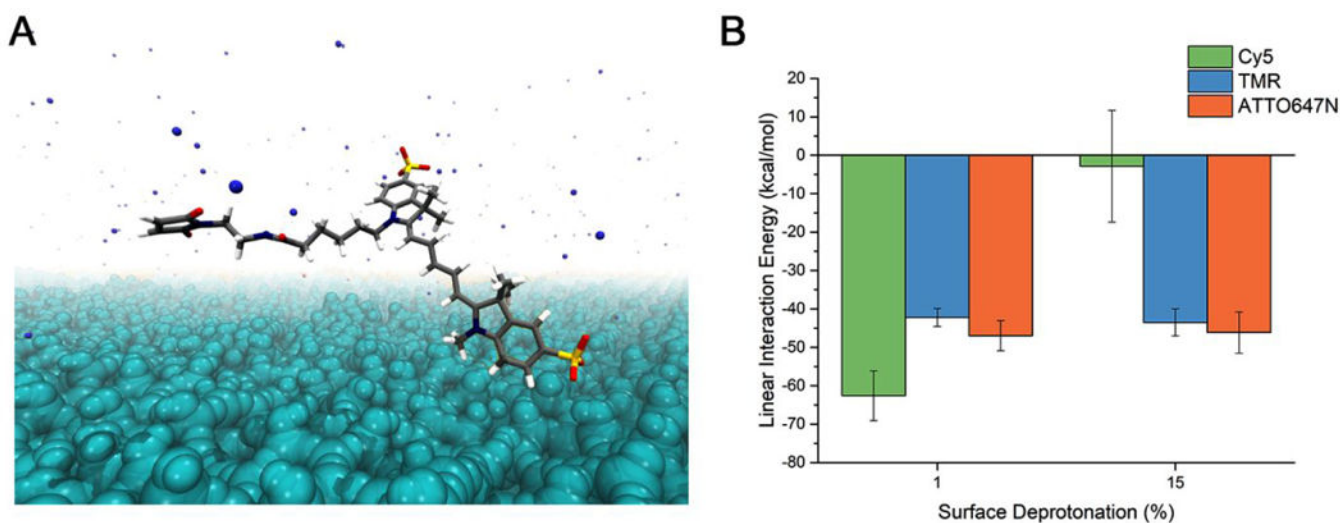 A
B
Cy5
TMR
ATTO647N
20
10
0
-10
-20
-30
-40
-50
-60
-70
-80
Linear Interaction Energy (kcal/mol)
1
15
Surface Deprotonation (%)